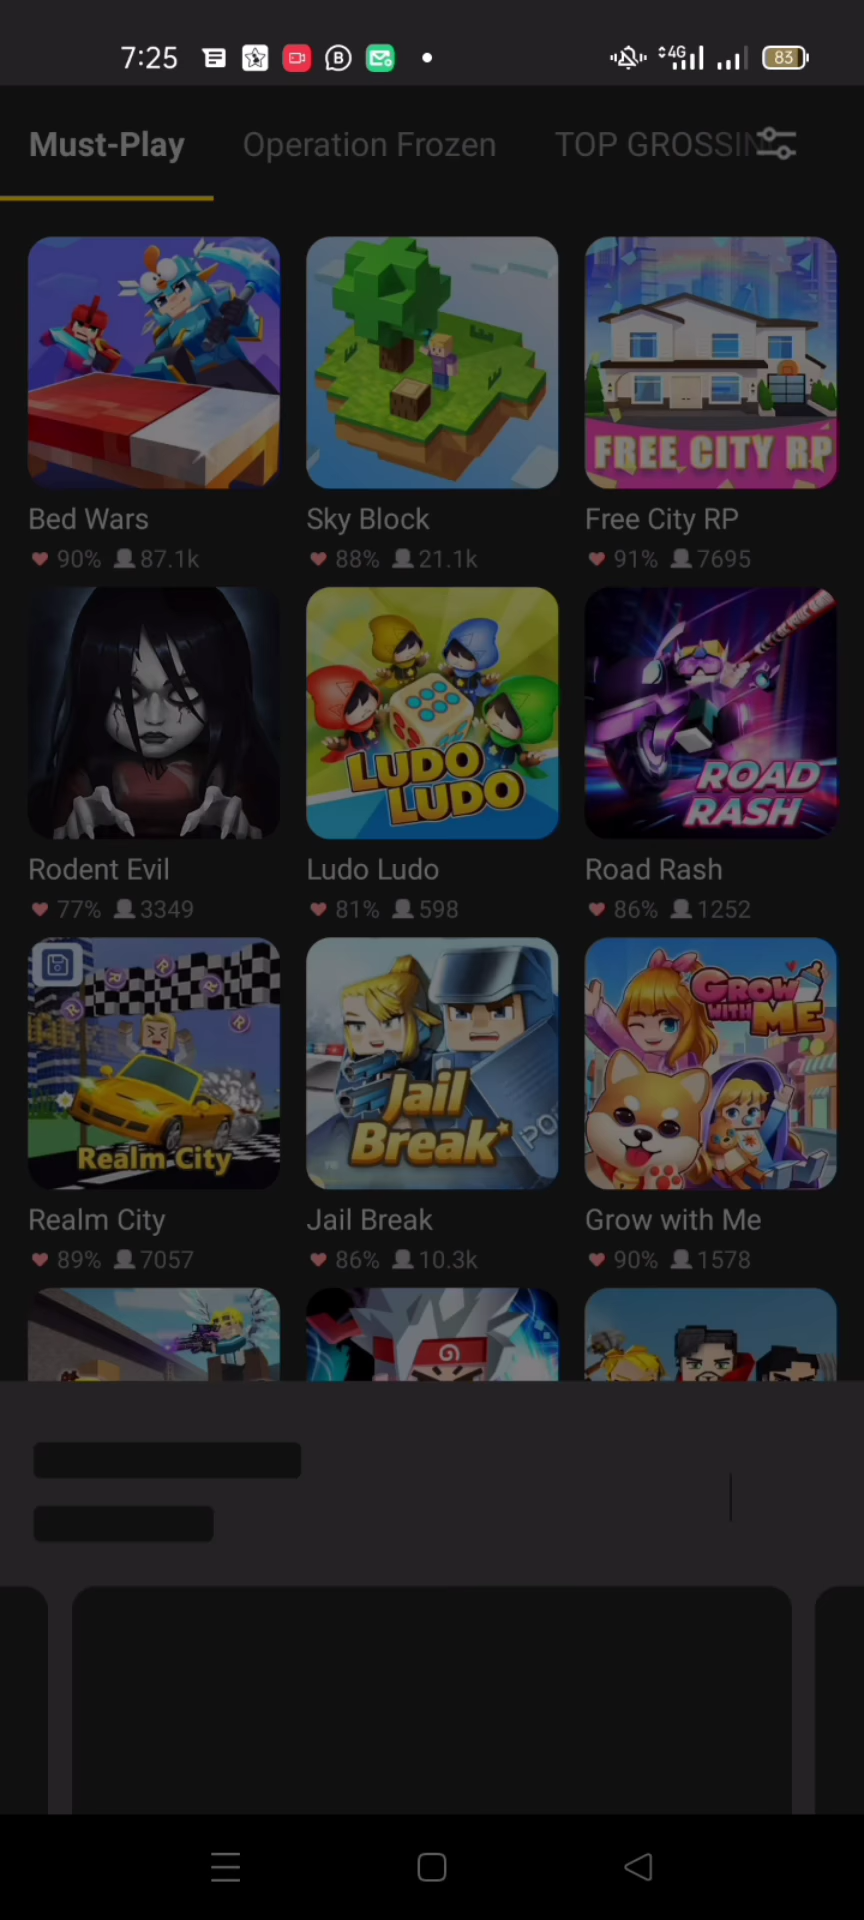 7:25 4G 83
Must-Play Operation Frozen TOP GROSSIN
FREE CITY RP
Bed Wars Sky Block Free City RP
90% 87.1k 88% 21.1k 91% 7695
LUDO
LUDO
ROAD
RASH
Rodent Evil Ludo Ludo Road Rash
77% 3349 81% 598 86% 1252
GROW
WITH ME
Jail
Break
PO
Realm City
Realm City Jail Break Grow with Me
89% 7057 86% 10.3k 90% 1578